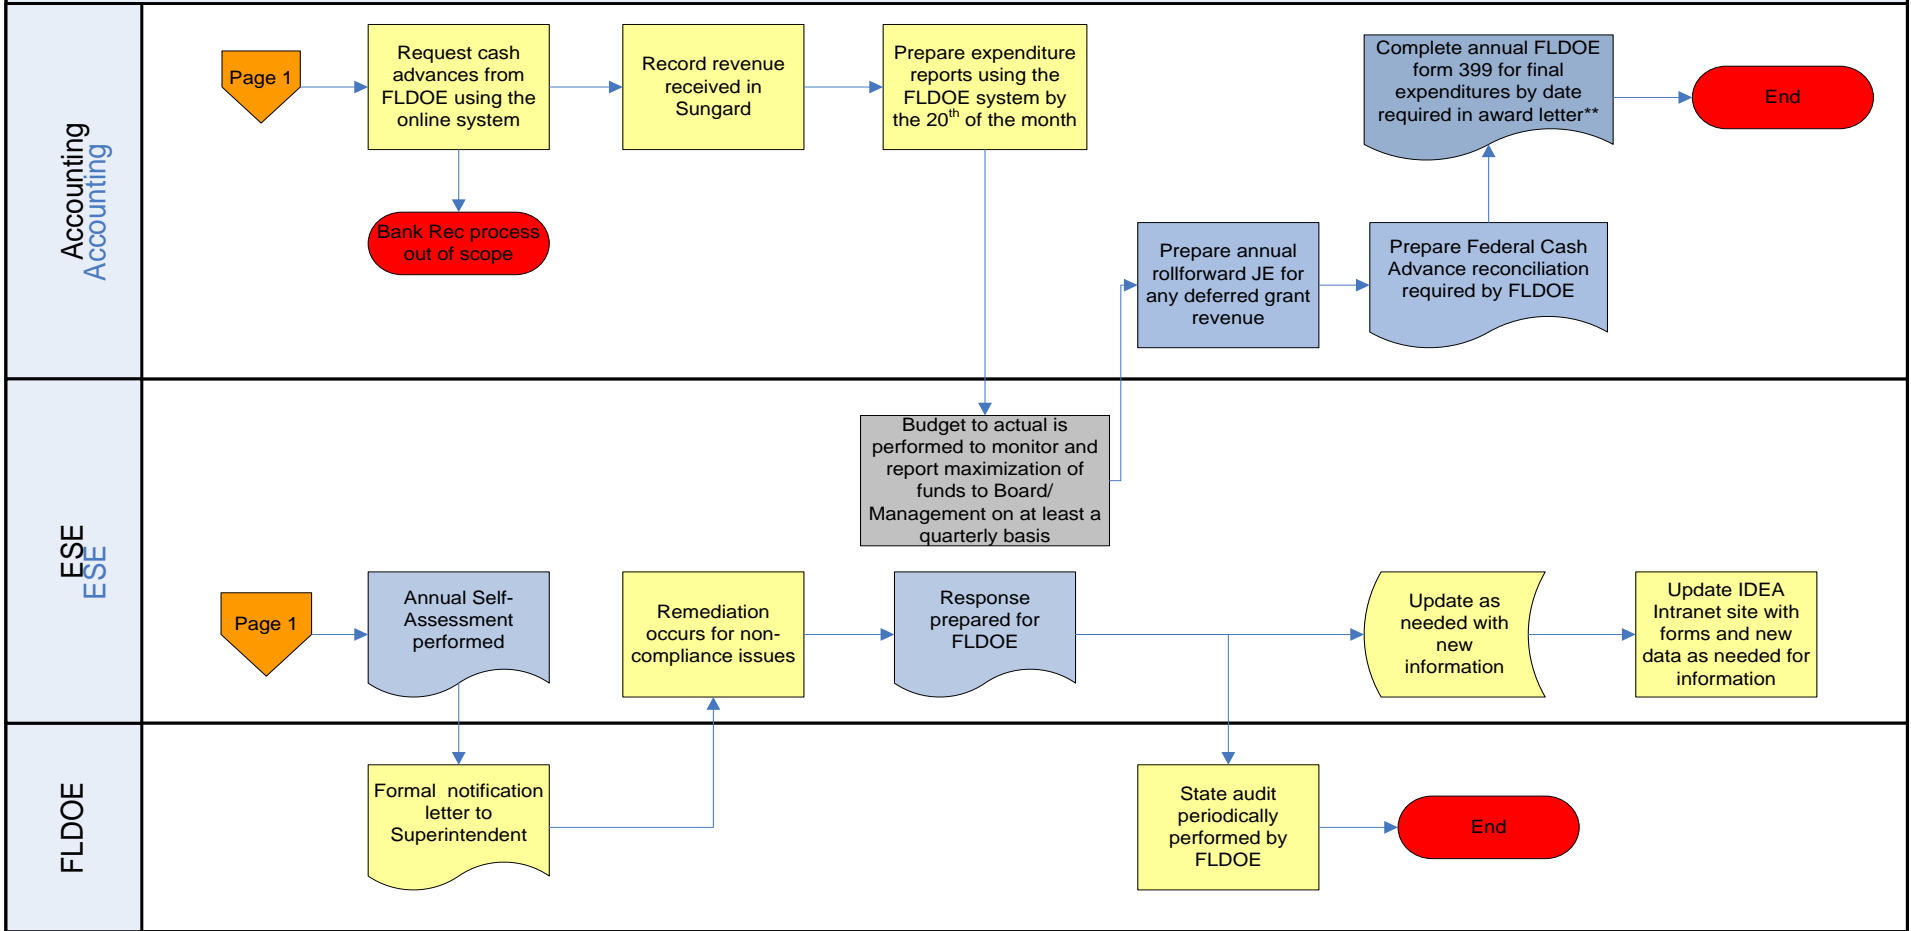 Accounting
Accounting
Page 1
Request cash
advances from
FLDOE using the
online system
Record revenue
received in
Sungard
Prepare expenditure
reports using the
FLDOE system by
the 20th of the month
Complete annual FLDOE
form 399 for final
expenditures by date
required in award letter**
End
Bank Rec process
out of scope
Prepare annual
rollforward JE for
any deferred grant
revenue
Prepare Federal Cash
Advance reconciliation
required by FLDOE
ESE
ESE
Budget to actual is
performed to monitor and
report maximization of
funds to Board/
Management on at least a
quarterly basis
Page 1
Annual Self-
Assessment
performed
Remediation
occurs for non-
compliance issues
Response
prepared for
FLDOE
Update as
needed with
new
information
Update IDEA
Intranet site with
forms and new
data as needed for
information
FLDOE
Formal  notification
letter to
Superintendent
State audit
periodically
performed by
FLDOE
End